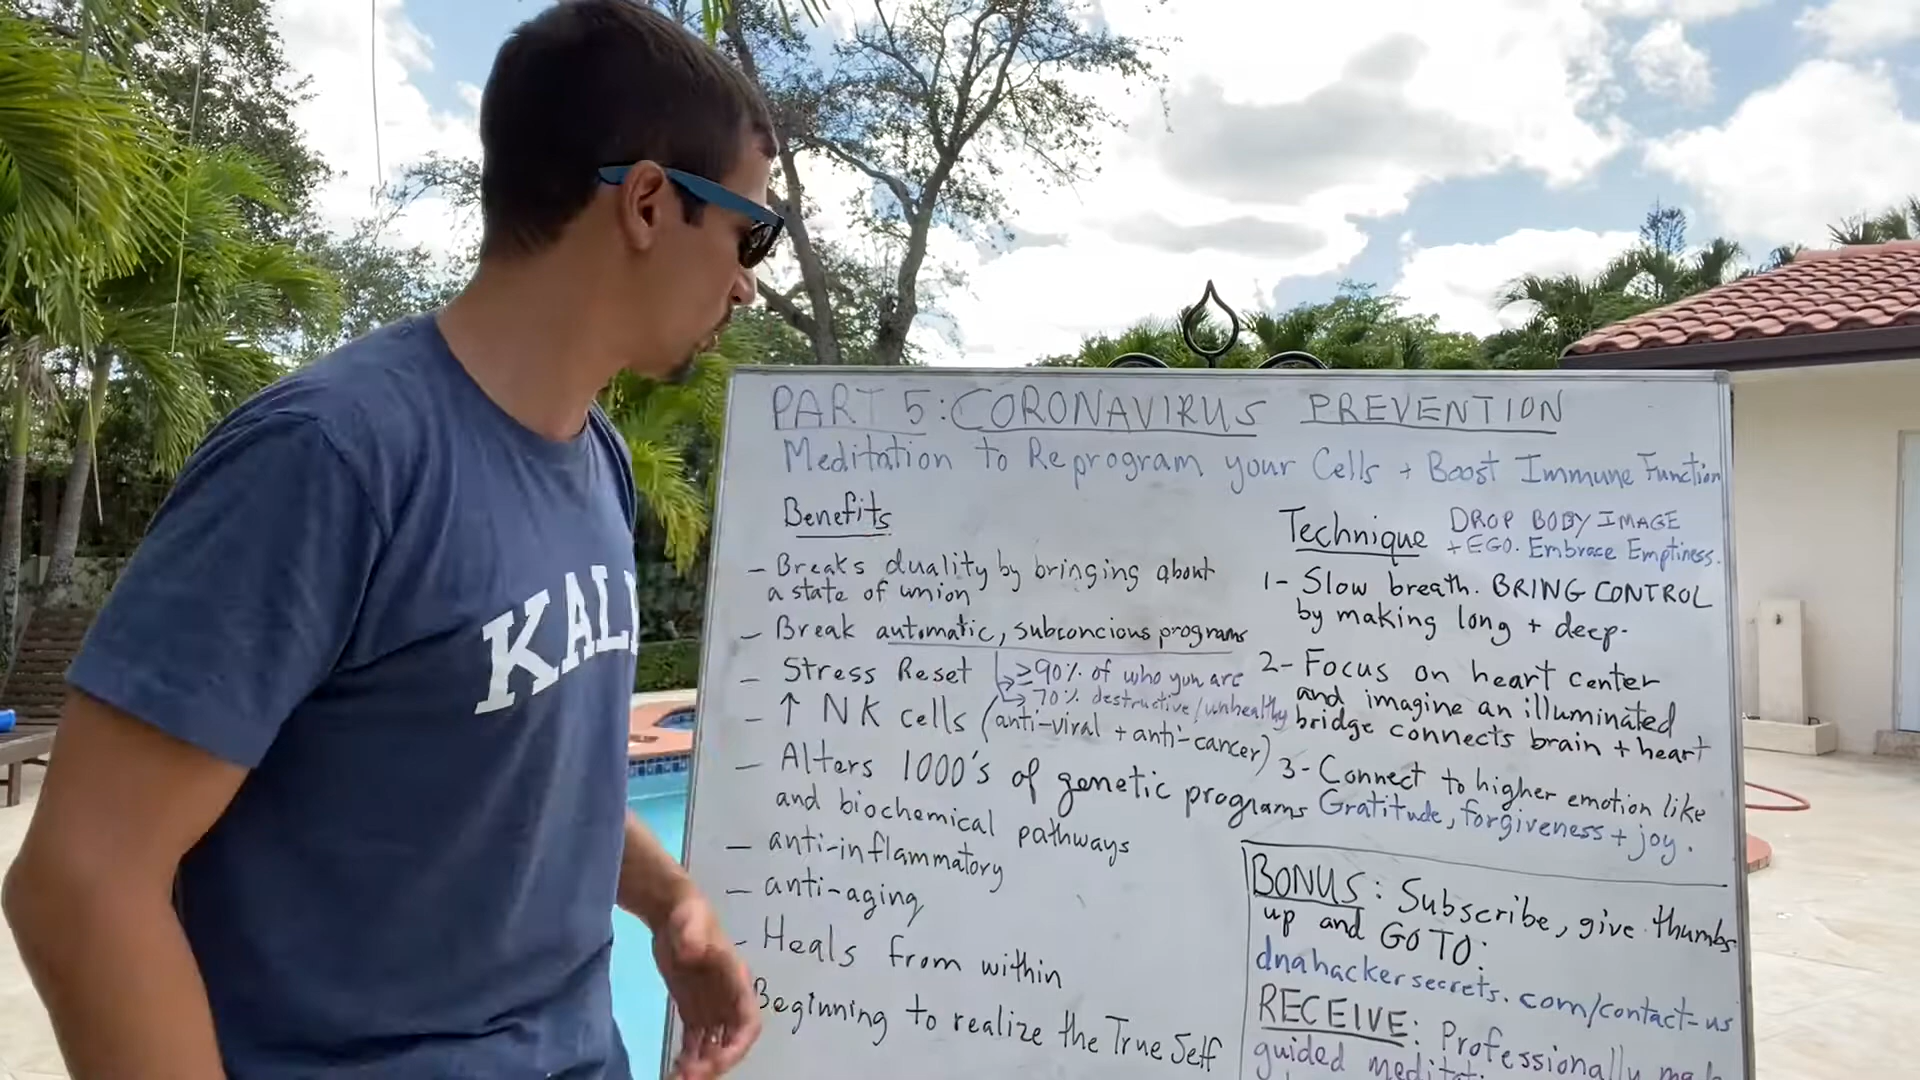 KALI
PART 5: CORONAVIRUS PREVENTION
Meditation to Reprogram your Cells + Boost Immune Function
Benefits
- Breaks duality by bringing about
a state of union
- Break automatic, subconcious programs
↳ ≥90% of who you are
↳ 70% destructive/unhealthy
- Stress Reset
- ↑ NK cells (anti-viral + anti-cancer)
- Alters 1000's of genetic programs
and biochemical pathways
- anti-inflammatory
- anti-aging
- Heals from within
Beginning to realize the True Self
Technique DROP BODY IMAGE
+ EGO. Embrace Emptiness.
1- Slow breath. BRING CONTROL
by making long + deep.
2- Focus on heart center
and imagine an illuminated
bridge connects brain + heart
3- Connect to higher emotion like
Gratitude, forgiveness + joy.
BONUS: Subscribe, give thumbs
up and GO TO:
dnahackersecrets.com/contact-us
RECEIVE: Professionally
guided